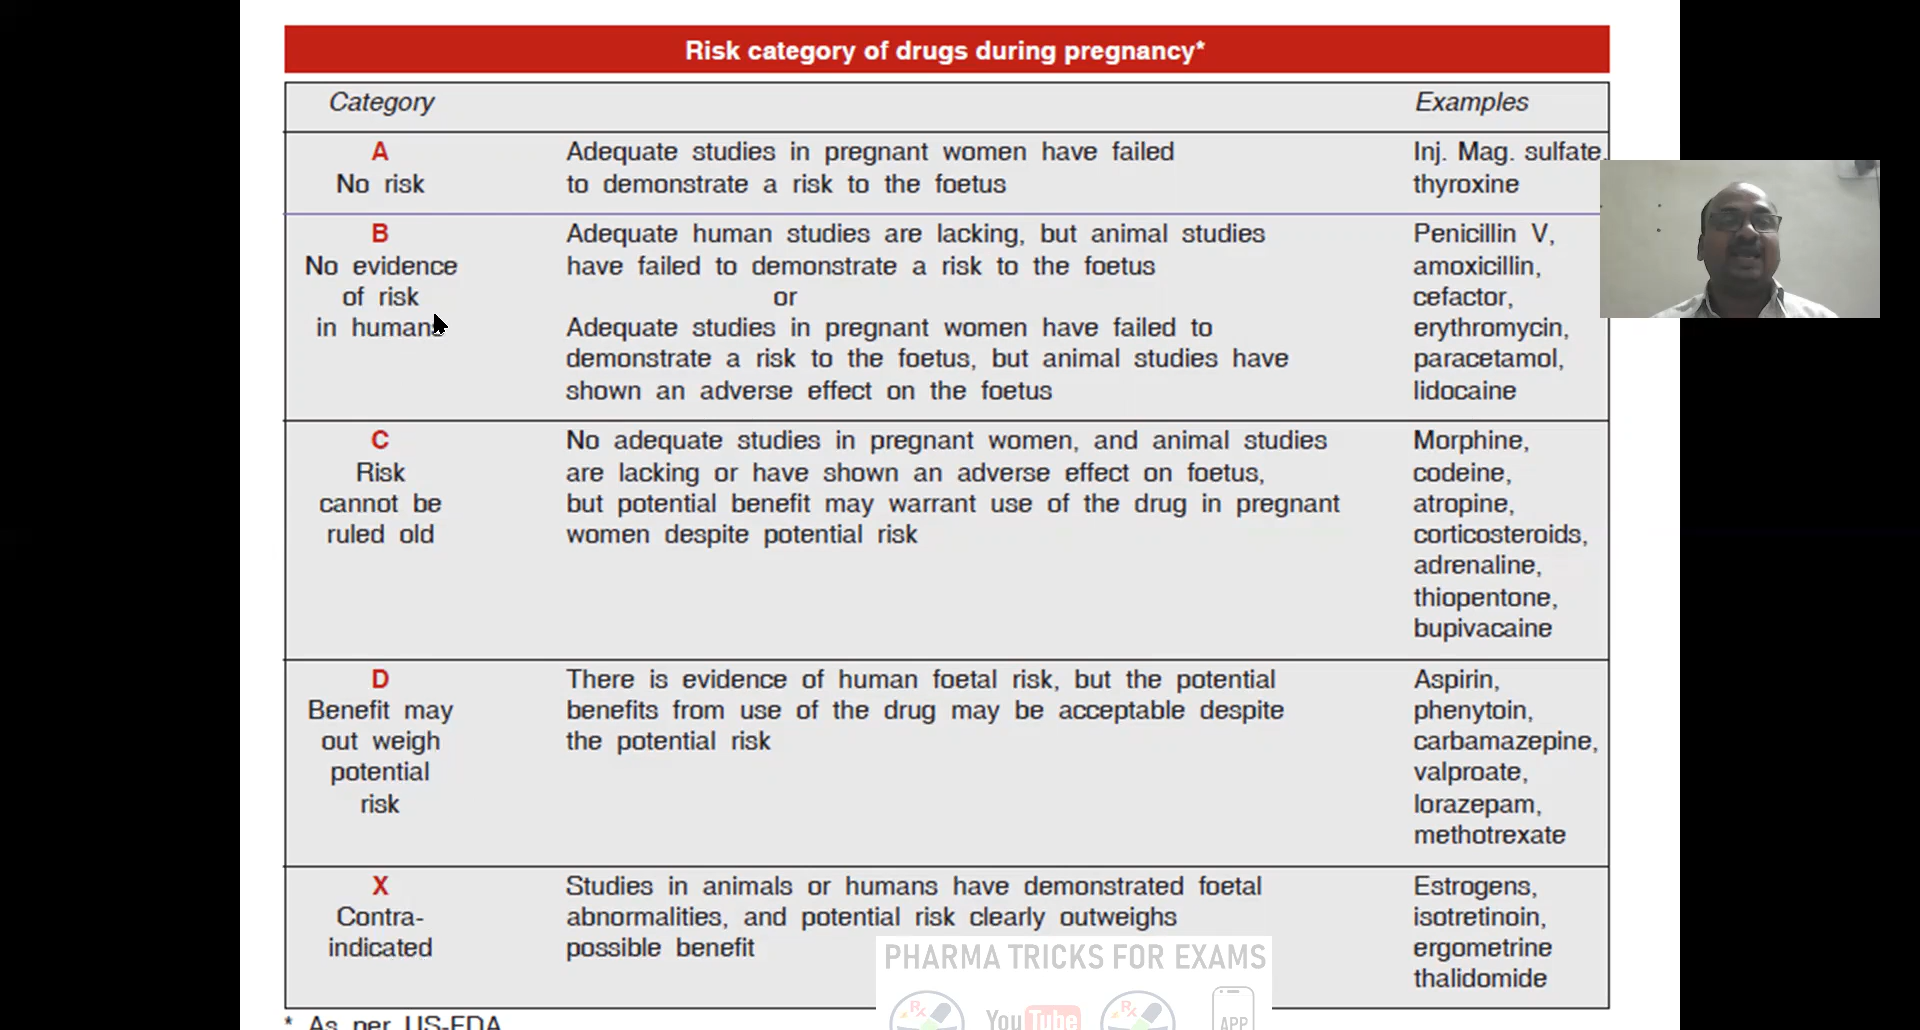 Risk category of drugs during pregnancy*
Category Examples
A Adequate studies in pregnant women have failed Inj. Mag. sulfate,
No risk to demonstrate a risk to the foetus thyroxine
B Adequate human studies are lacking, but animal studies Penicillin V,
No evidence have failed to demonstrate a risk to the foetus amoxicillin,
of risk or cefactor,
in humans Adequate studies in pregnant women have failed to erythromycin,
demonstrate a risk to the foetus, but animal studies have paracetamol,
shown an adverse effect on the foetus lidocaine
C No adequate studies in pregnant women, and animal studies Morphine,
Risk are lacking or have shown an adverse effect on foetus, codeine,
cannot be but potential benefit may warrant use of the drug in pregnant atropine,
ruled old women despite potential risk corticosteroids,
adrenaline,
thiopentone,
bupivacaine
D There is evidence of human foetal risk, but the potential Aspirin,
Benefit may benefits from use of the drug may be acceptable despite phenytoin,
out weigh the potential risk carbamazepine,
potential valproate,
risk lorazepam,
methotrexate
X Studies in animals or humans have demonstrated foetal Estrogens,
Contra- abnormalities, and potential risk clearly outweighs isotretinoin,
indicated possible benefit ergometrine
thalidomide
PHARMA TRICKS FOR EXAMS
Rx YouTube Rx APP
* As per US-FDA